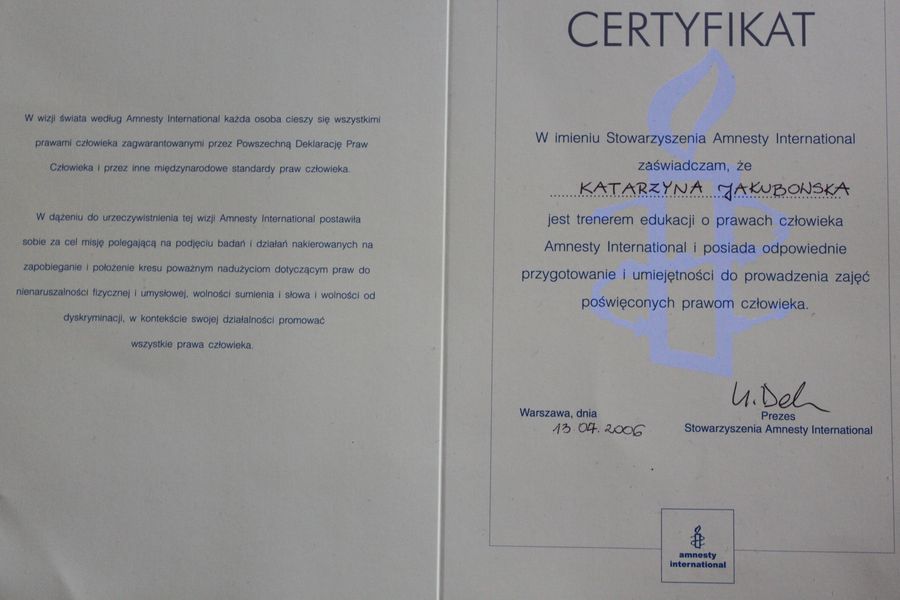 W wizji świata według Amnesty International każda osoba cieszy się wszystkimi
prawami człowieka zagwarantowanymi przez Powszechną Deklarację Praw
Człowieka i przez inne międzynarodowe standardy praw człowieka.
W dążeniu do urzeczywistnienia tej wizji Amnesty International postawiła
sobie za cel misję polegającą na podjęciu badań i działań nakierowanych na
zapobieganie i położenie kresu poważnym nadużyciom dotyczącym praw do
nienaruszalności fizycznej i umysłowej, wolności sumienia i słowa i wolności od
dyskryminacji, w kontekście swojej działalności promować
wszystkie prawa człowieka.
CERTYFIKAT
W imieniu Stowarzyszenia Amnesty International
zaświadczam, że
KATARZYNA JAKUBOWSKA
jest trenerem edukacji o prawach człowieka
Amnesty International i posiada odpowiednie
przygotowanie i umiejętności do prowadzenia zajęć
poświęconych prawom człowieka.
Warszawa, dnia
13.04.2006
Prezes
Stowarzyszenia Amnesty International
amnesty
international